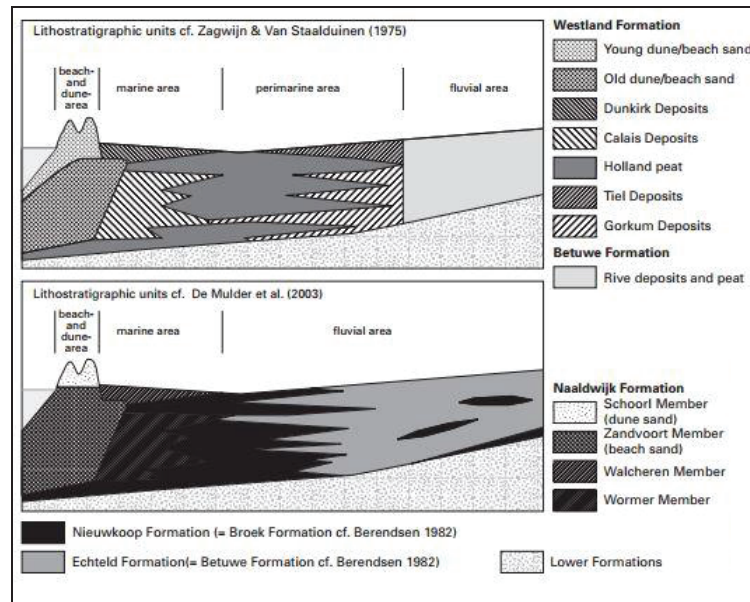 Lithostratigraphic units cf. Zagwijn & Van Staalduinen (1975)
beach-
and
dune-
area
marine area
perimarine area
fluvial area
Westland Formation
Young dune/beach sand
Old dune/beach sand
Dunkirk Deposits
Calais Deposits
Holland peat
Tiel Deposits
Gorkum Deposits
Betuwe Formation
Rive deposits and peat
Lithostratigraphic units cf. De Mulder et al. (2003)
beach-
and
dune-
area
marine area
fluvial area
Naaldwijk Formation
Schoorl Member
(dune sand)
Zandvoort Member
(beach sand)
Walcheren Member
Wormer Member
Nieuwkoop Formation (= Broek Formation cf. Berendsen 1982)
Echteld Formation(= Betuwe Formation cf. Berendsen 1982)
Lower Formations